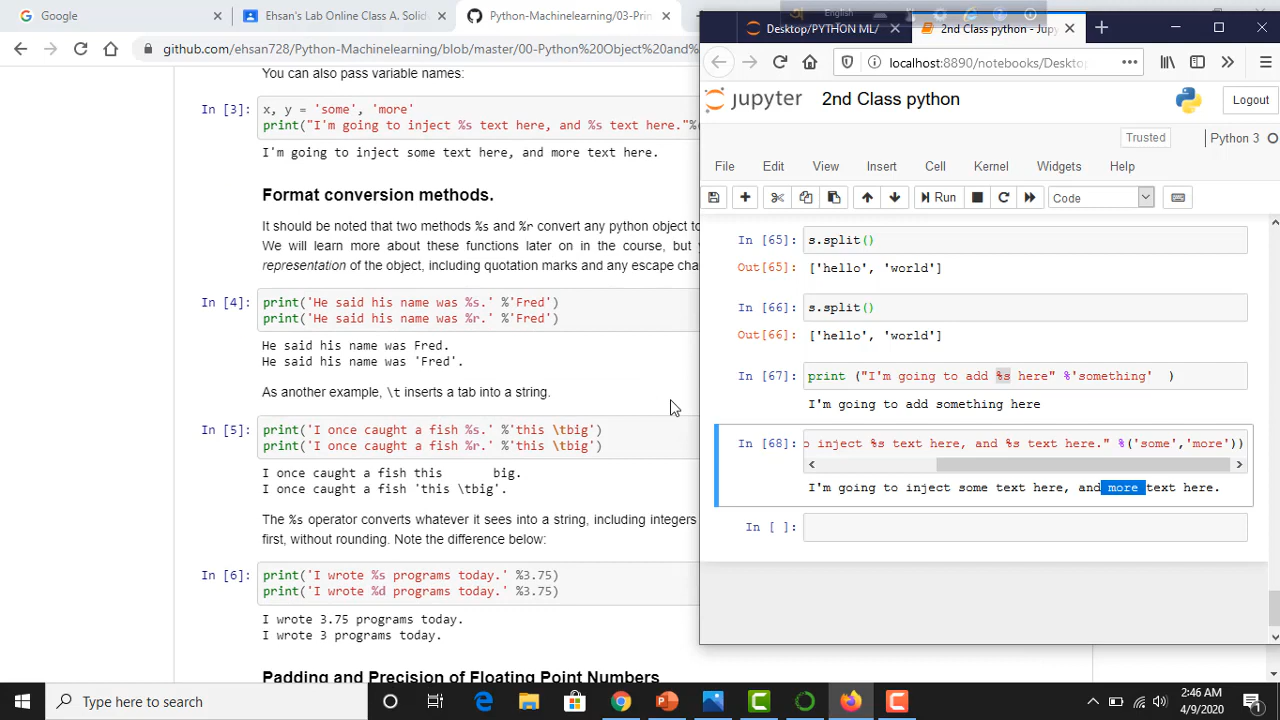 Google
Ehsan's Lab Online Class A. Solid
Python-Machinelearning/03-Prin
English
github.com/ehsan728/Python-Machinelearning/blob/master/00-Python%20Object%20and%
You can also pass variable names:
In [3]:
x, y = 'some', 'more'
print("I'm going to inject %s text here, and %s text here."%(
I'm going to inject some text here, and more text here.
Format conversion methods.
It should be noted that two methods %s and %r convert any python object to
We will learn more about these functions later on in the course, but y
representation of the object, including quotation marks and any escape cha
In [4]:
print('He said his name was %s.' %'Fred')
print('He said his name was %r.' %'Fred')
He said his name was Fred.
He said his name was 'Fred'.
As another example, \t inserts a tab into a string.
In [5]:
print('I once caught a fish %s.' %'this \tbig')
print('I once caught a fish %r.' %'this \tbig')
I once caught a fish this big.
I once caught a fish 'this \tbig'.
The %s operator converts whatever it sees into a string, including integers
first, without rounding. Note the difference below:
In [6]:
print('I wrote %s programs today.' %3.75)
print('I wrote %d programs today.' %3.75)
I wrote 3.75 programs today.
I wrote 3 programs today.
Padding and Precision of Floating Point Numbers
Desktop/PYTHON ML/
2nd Class python - Jupy
localhost:8890/notebooks/Deskto
jupyter 2nd Class python
Logout
Trusted
Python 3
File Edit View Insert Cell Kernel Widgets Help
Run
Code
In [65]: s.split()
Out[65]: ['hello', 'world']
In [66]: s.split()
Out[66]: ['hello', 'world']
In [67]: print ("I'm going to add %s here" %'something' )
I'm going to add something here
In [68]: o inject %s text here, and %s text here." %('some','more'))
I'm going to inject some text here, and more text here.
In [ ]:
Type here to search
2:46 AM
4/9/2020
1